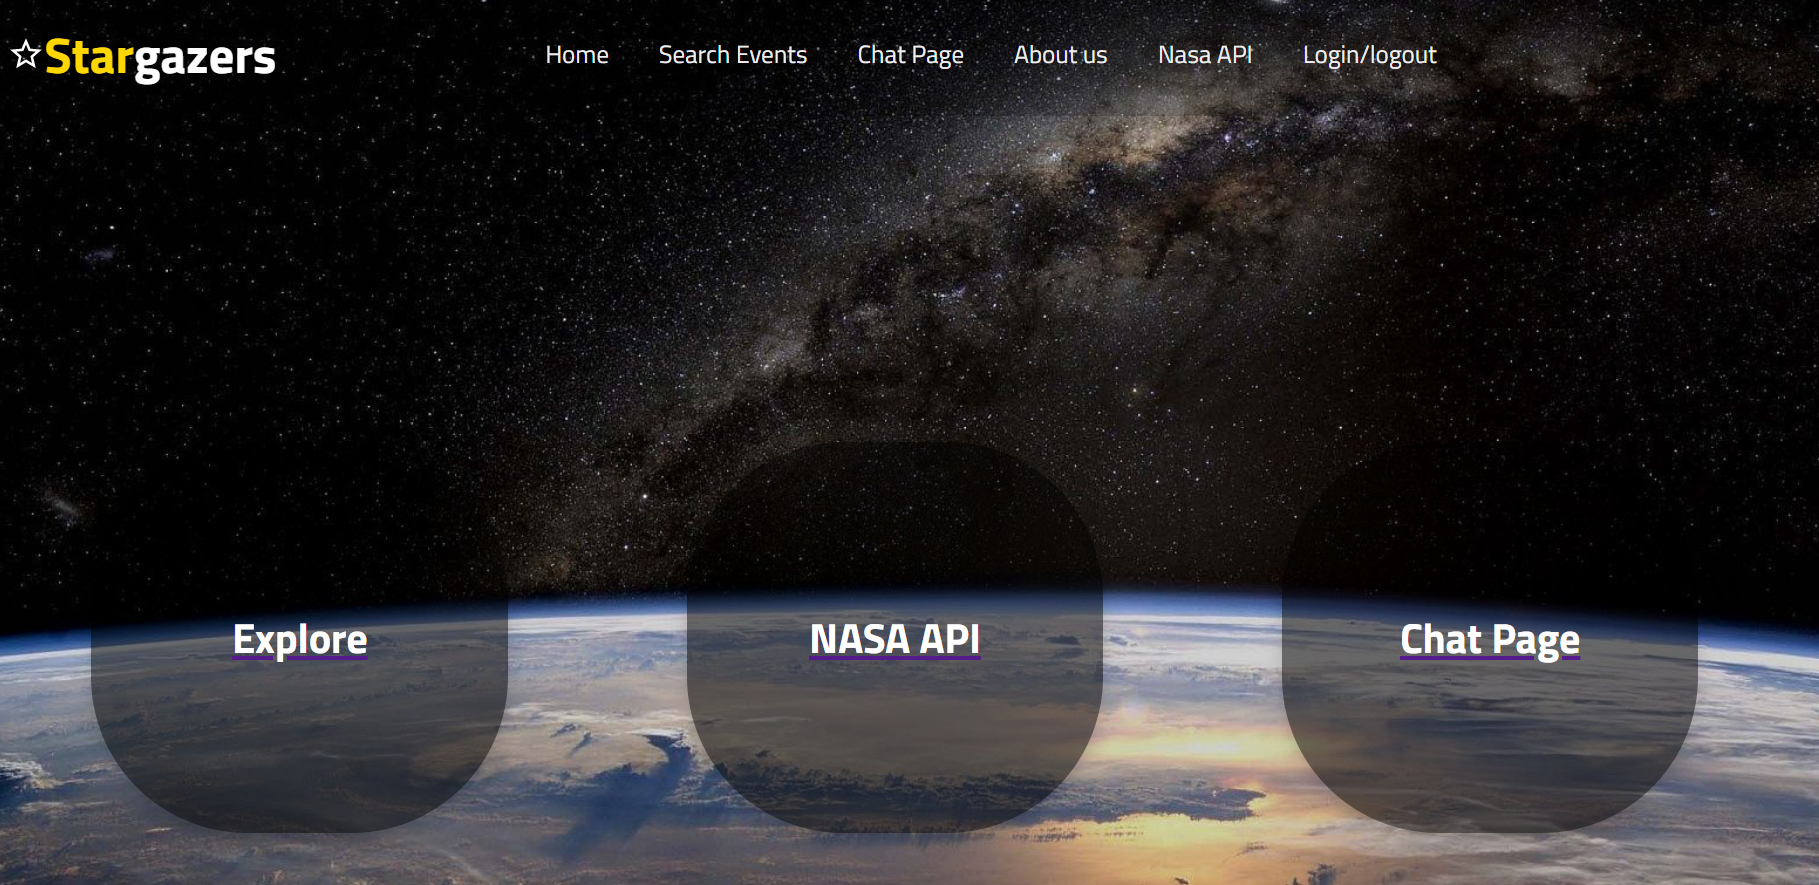 ☆Stargazers
Home Search Events Chat Page About us Nasa API Login/logout
Explore NASA API Chat Page